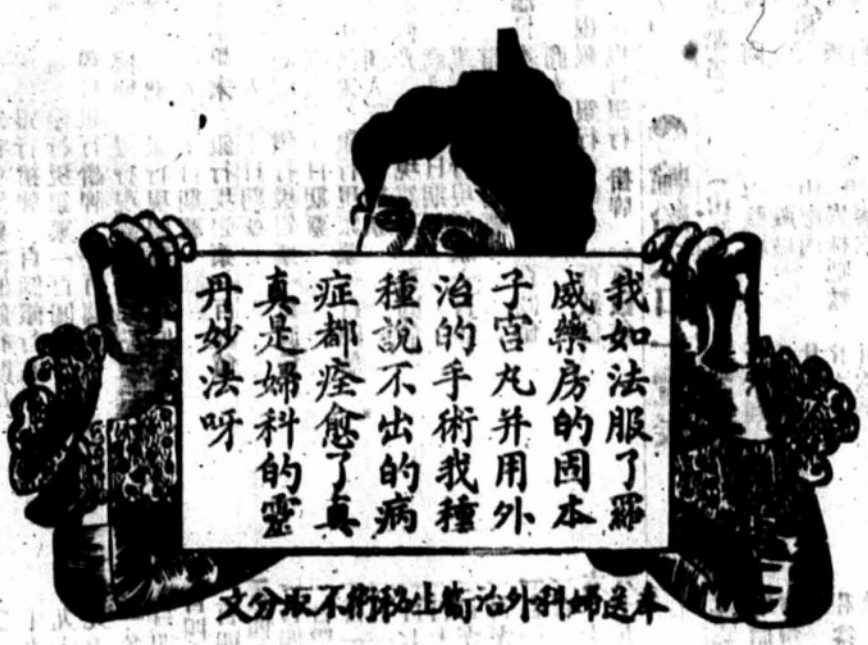 我如法服了羅
威藥房的固本
子宮丸并用外
治的手術我種
種說不出的病
症都痊愈了真
真是婦科的靈
丹妙法呀
奉送婦科外治衛生秘術不取分文